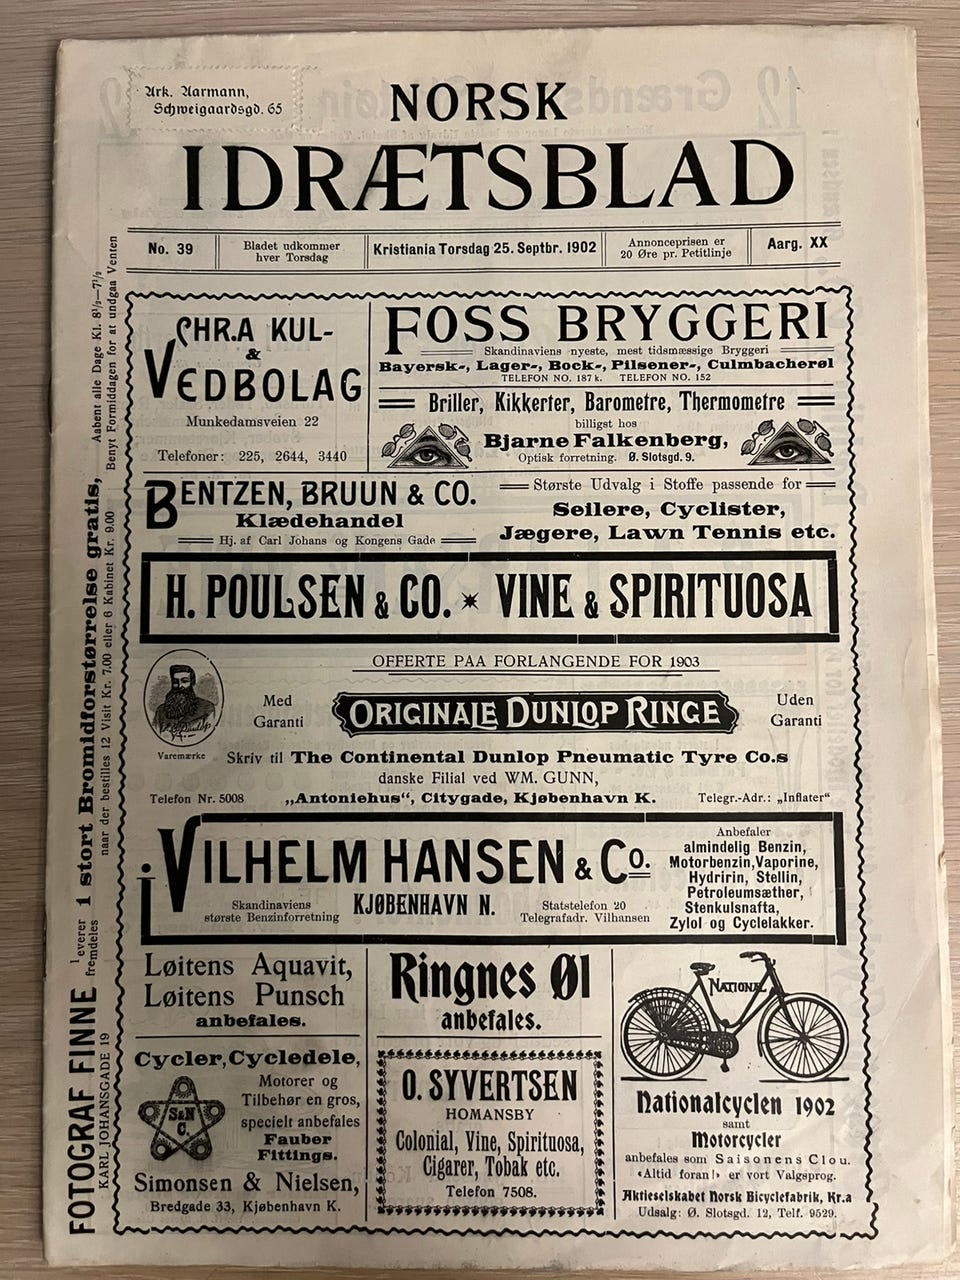 Ark. Aarmann,
Schweigaardsgd. 65
NORSK
IDRÆTSBLAD
No. 39
Bladet udkommer
hver Torsdag
Kristiania Torsdag 25. Septbr. 1902
Annonceprisen er
20 Øre pr. Petitlinje
Aarg. XX
CHR.A KUL-
&
VEDBOLAG
Munkedamsveien 22
Telefoner: 225, 2644, 3440
FOSS BRYGGERI
Skandinaviens nyeste, mest tidsmæssige Bryggeri
Bayersk-, Lager-, Bock-, Pilsener-, Culmbacherøl
TELEFON NO. 187 k. TELEFON NO. 152
Briller, Kikkerter, Barometre, Thermometre
billigst hos
Bjarne Falkenberg,
Optisk forretning. Ø. Slotsgd. 9.
BENTZEN, BRUUN & CO.
Klædehandel
Hj. af Carl Johans og Kongens Gade
Største Udvalg i Stoffe passende for
Seilere, Cyclister,
Jægere, Lawn Tennis etc.
H. POULSEN & CO. * VINE & SPIRITUOSA
OFFERTE PAA FORLANGENDE FOR 1903
Varemærke
Med
Garanti
ORIGINALE DUNLOP RINGE
Uden
Garanti
Skriv til The Continental Dunlop Pneumatic Tyre Co.s
danske Filial ved WM. GUNN,
Telefon Nr. 5008
„Antoniehus“, Citygade, Kjøbenhavn K.
Telegr.-Adr.: „Inflater“
VILHELM HANSEN & Co.
Skandinaviens
største Benzinforretning
KJØBENHAVN N.
Statstelefon 20
Telegrafadr. Vilhansen
Anbefaler
almindelig Benzin,
Motorbenzin, Vaporine,
Hydririn, Stellin,
Petroleumsæther,
Stenkulsnafta,
Zylol og Cyclelakker.
Løitens Aquavit,
Løitens Punsch
anbefales.
Cycler, Cycledele,
S&N
C.
Motorer og
Tilbehør en gros,
specielt anbefales
Fauber
Fittings.
Simonsen & Nielsen,
Bredgade 33, Kjøbenhavn K.
Ringnes Øl
anbefales.
O. SYVERTSEN
HOMANSBY
Colonial, Vine, Spirituosa,
Cigarer, Tobak etc.
Telefon 7508.
NATIONAL
Nationalcyclen 1902
samt
Motorcycler
anbefales som Saisonens Clou.
«Altid foran!» er vort Valgsprog.
Aktieselskabet Norsk Bicyclefabrik, Kr.a
Udsalg: Ø. Slotsgd. 12, Telf. 9529.
FOTOGRAF FINNE
KARL JOHANSGADE 19
leverer
fremdeles
1 stort Bromidforstørrelse gratis,
naar der bestilles 12 Visit Kr. 7.00 eller 6 Kabinet Kr. 9.00
Aabent alle Dage Kl. 8½—7½
Benyt Formiddagen for at undgaa Venten